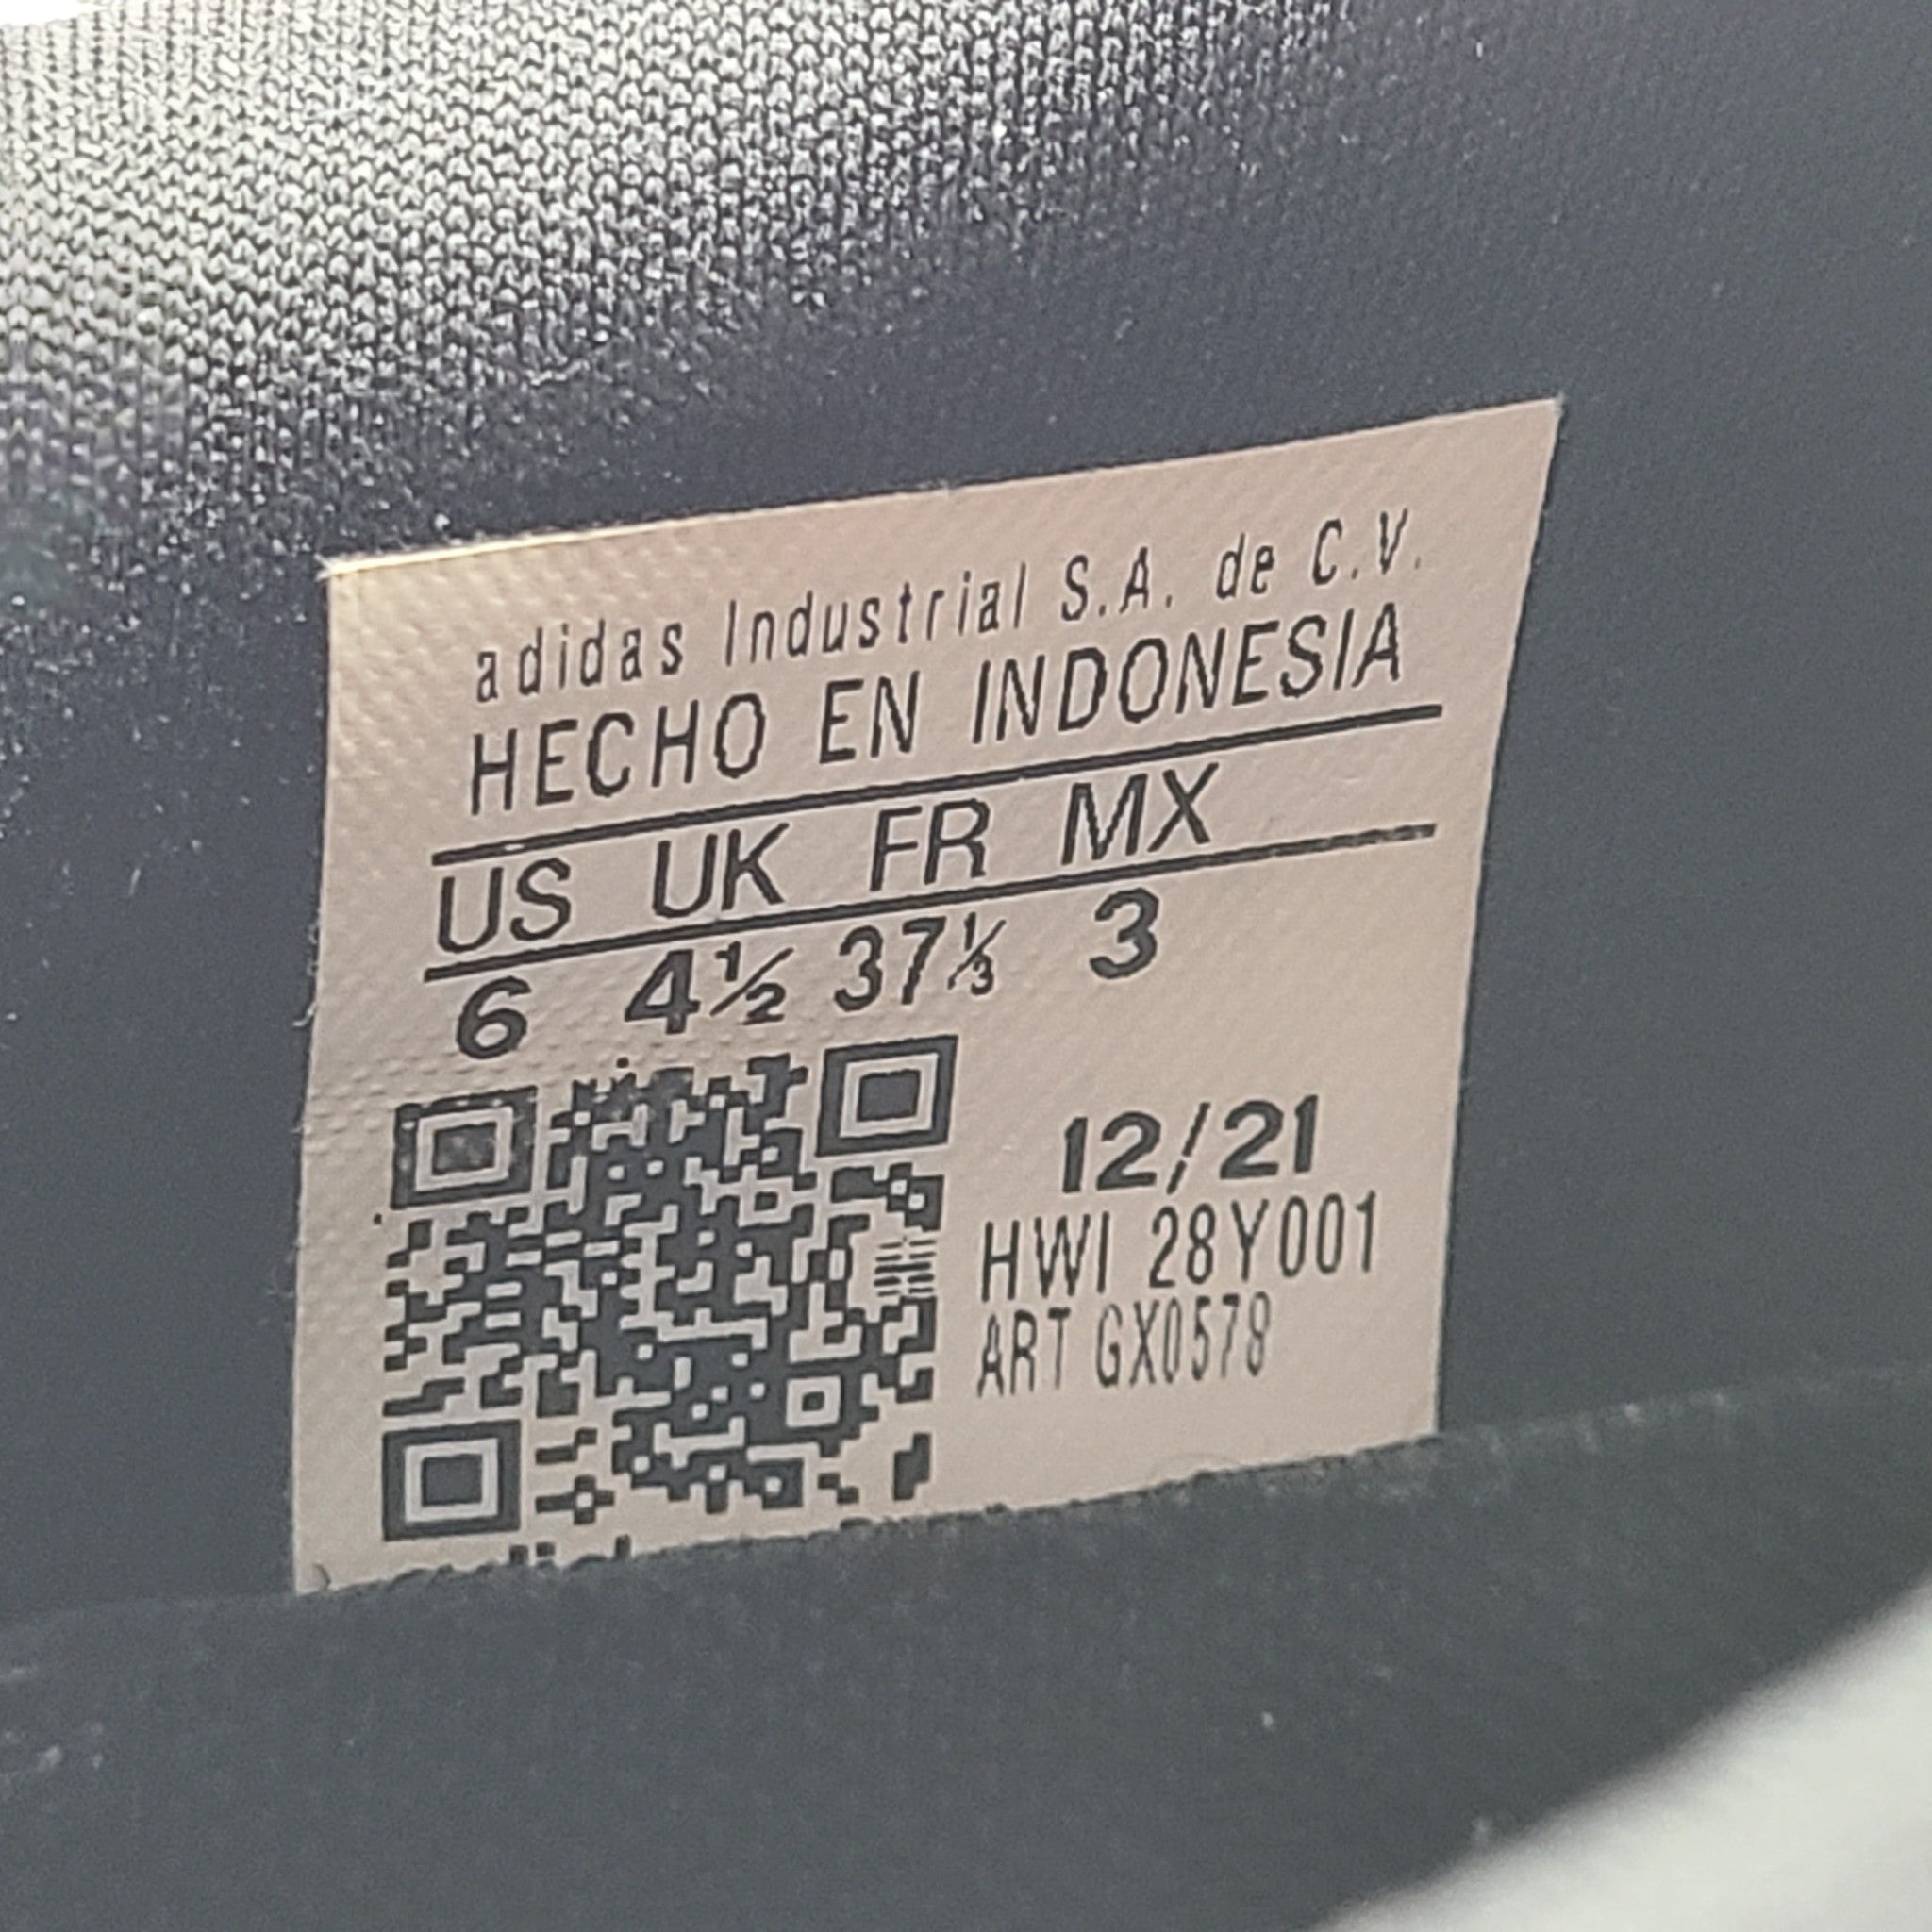 adidas Industrial S.A. de C.V.
HECHO EN INDONESIA
US UK FR MX
6 4½ 37⅓ 3
12/21
HWI 28Y001
ART GX0578